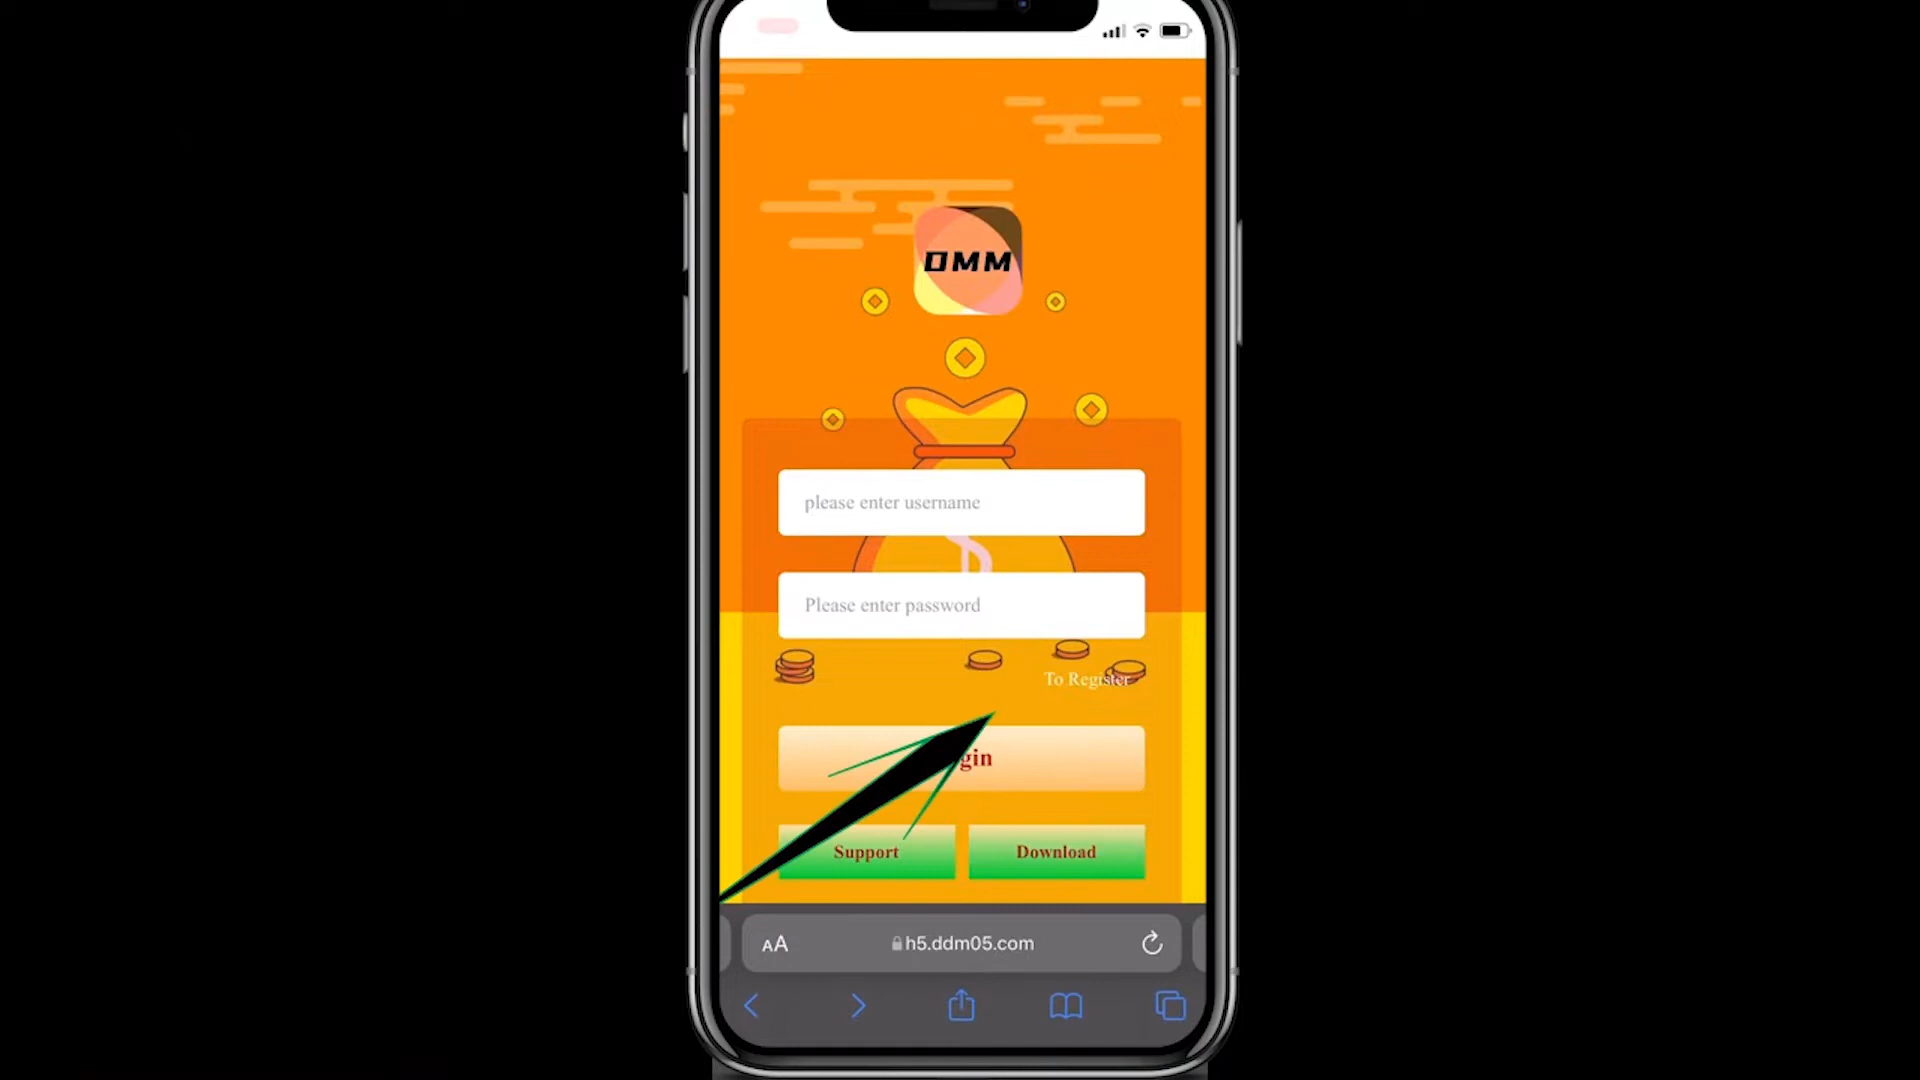 DMM
please enter username
Please enter password
To Register
gin
Support
Download
AA
h5.ddm05.com